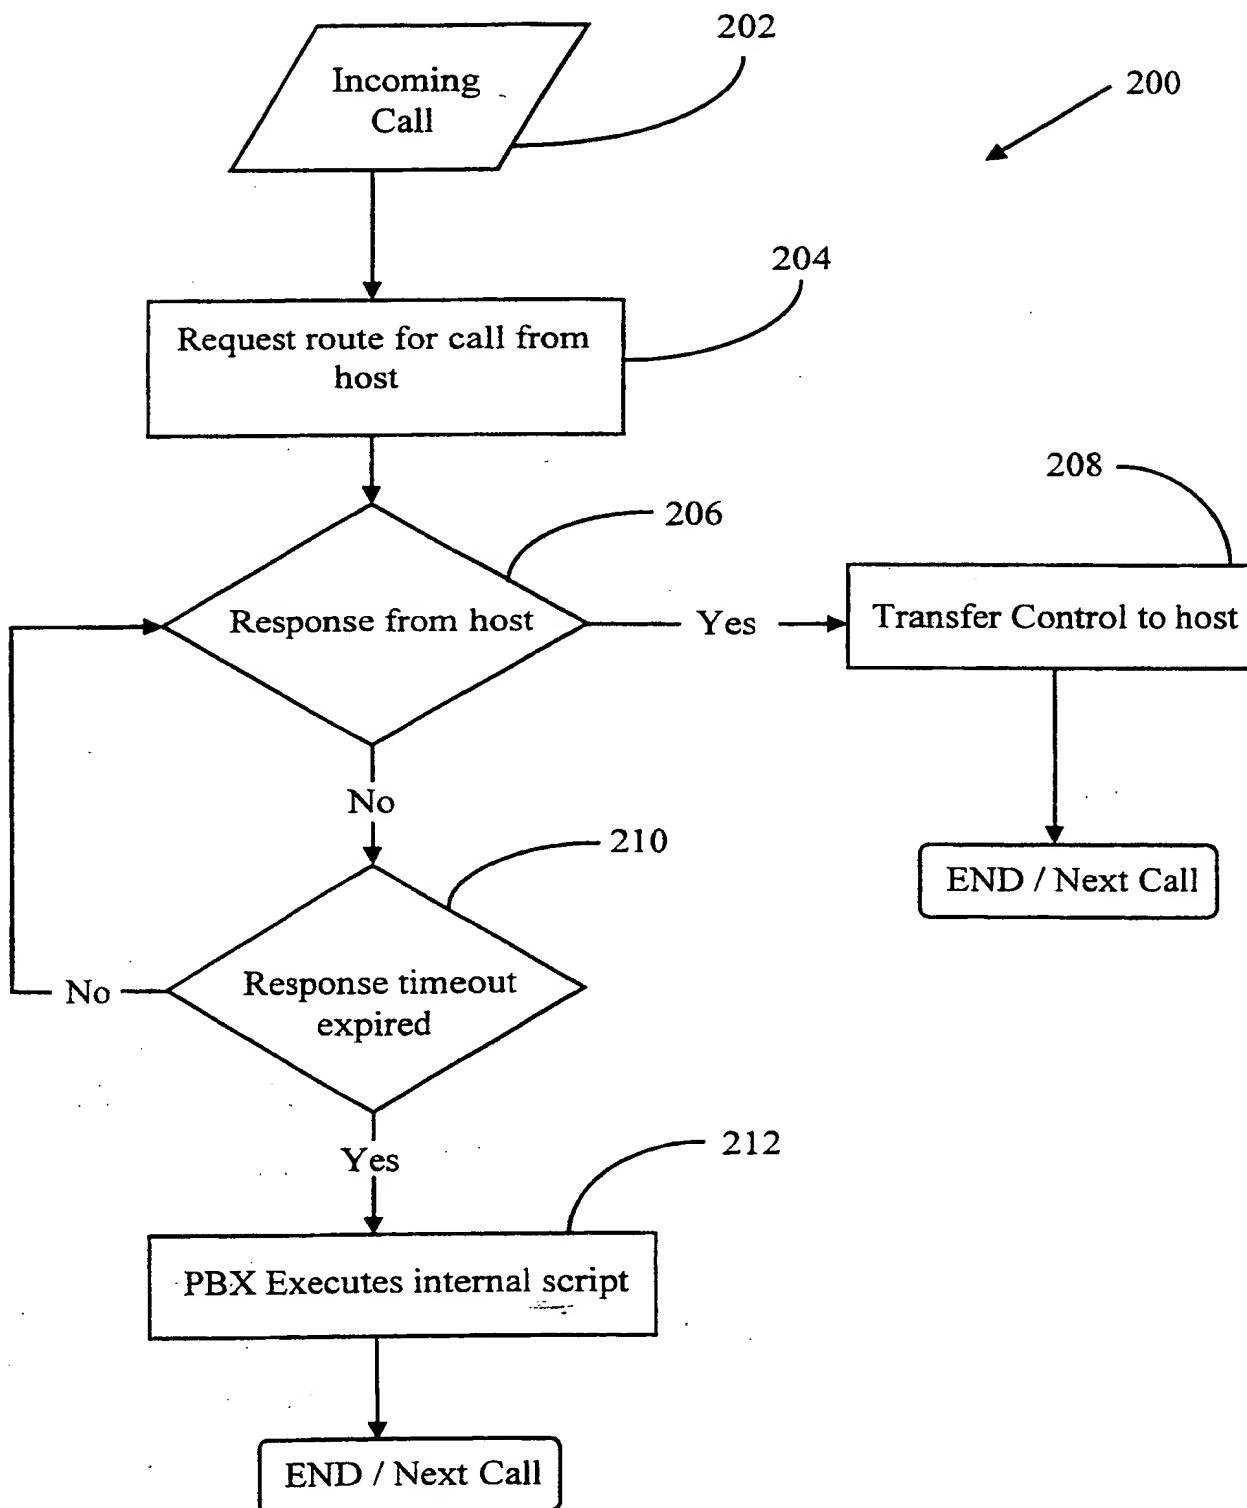 202
Incoming
Call
200
204
Request route for call from
host
208
206
Response from host
Yes
Transfer Control to host
No
210
END / Next Call
Response timeout
expired
No
Yes
212
PBX Executes internal script
END / Next Call